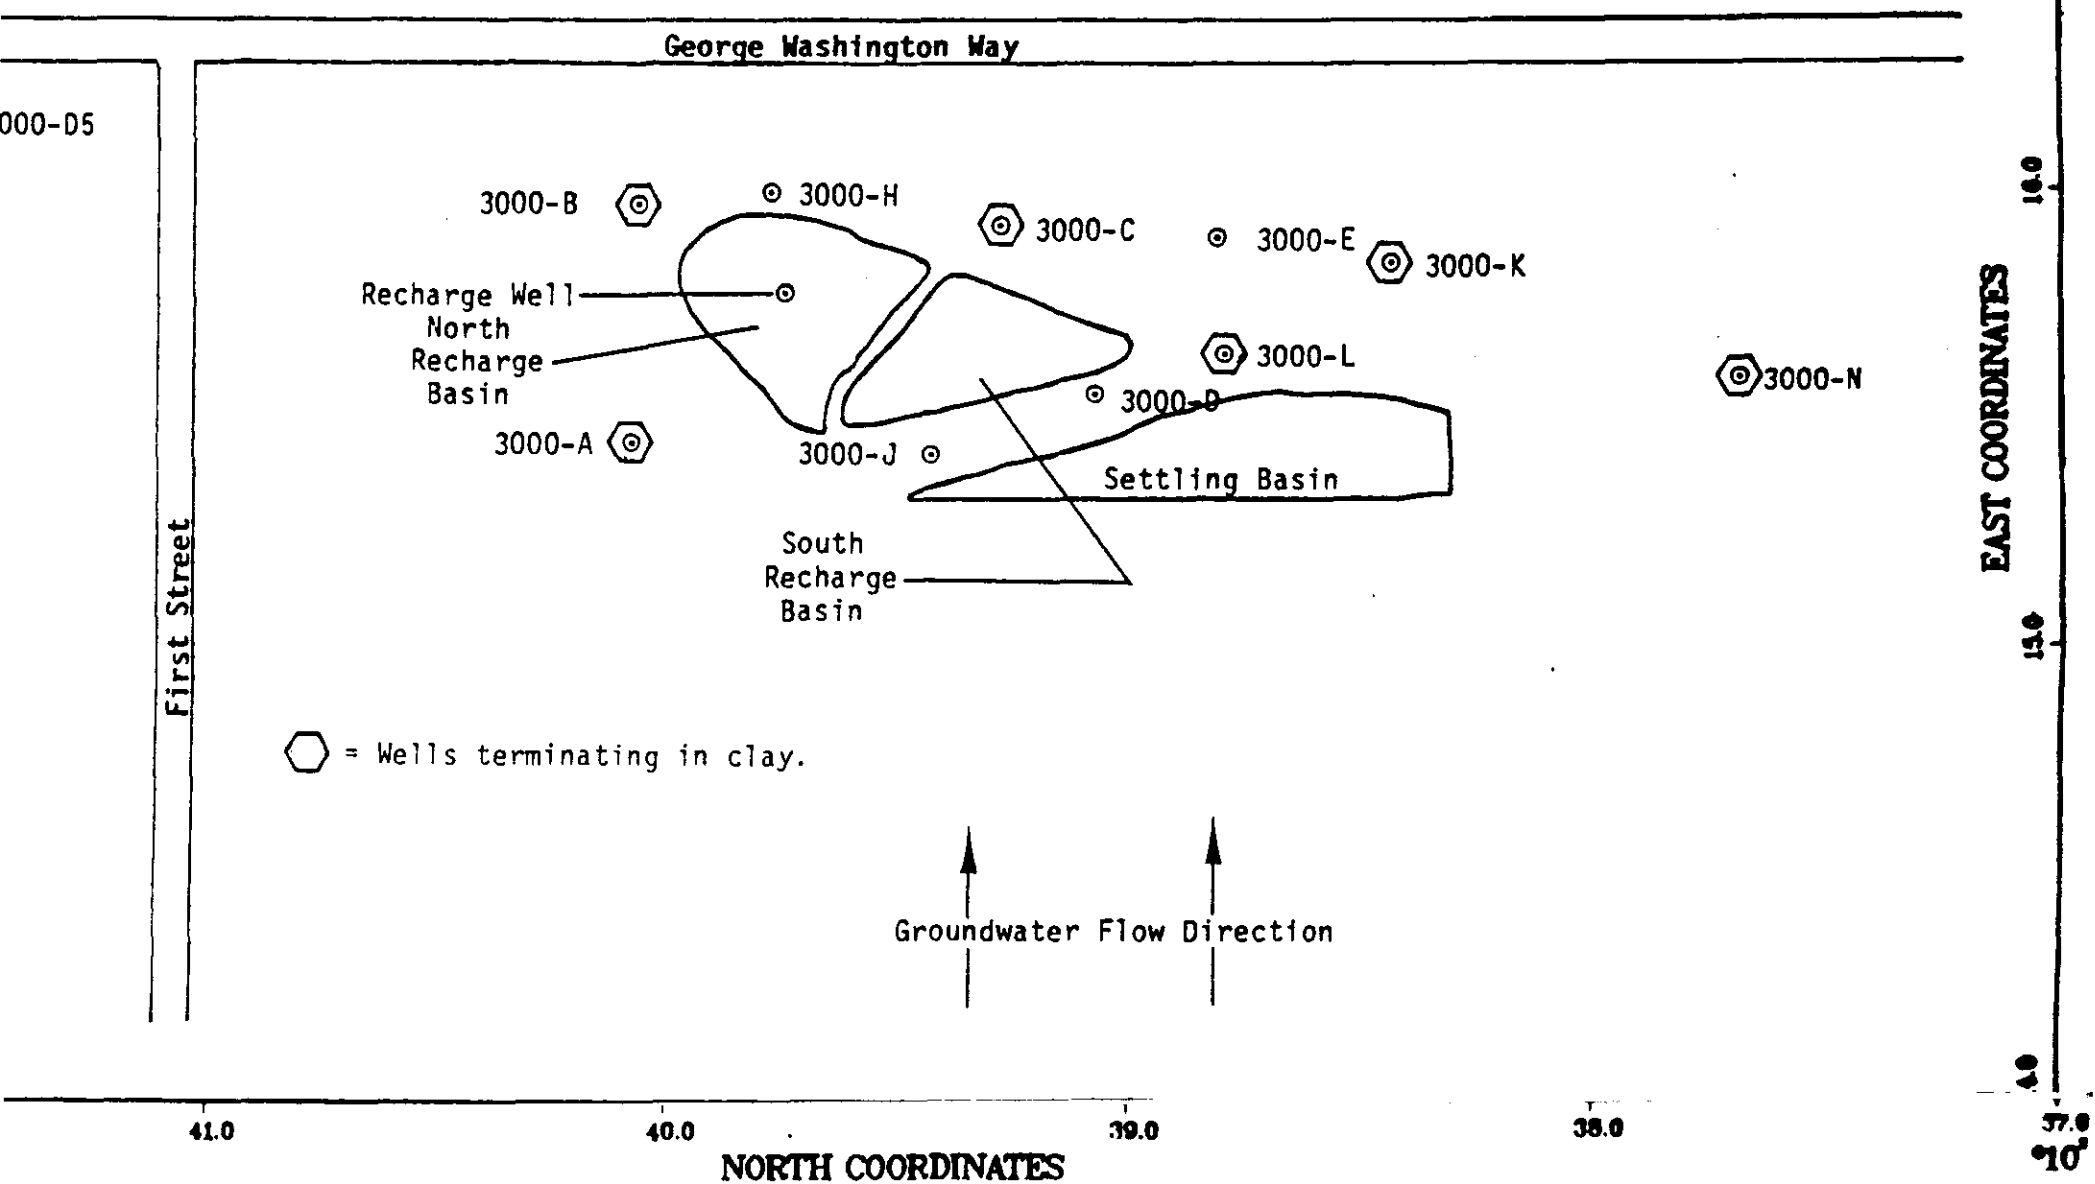 George Washington Way
000-D5
3000-B
3000-H
3000-C
3000-E
3000-K
Recharge Well
North
Recharge
Basin
3000-L
3000-N
3000-D
3000-A
3000-J
Settling Basin
South
Recharge
Basin
First Street
= Wells terminating in clay.
Groundwater Flow Direction
16.0
EAST COORDINATES
15.0
4.0
41.0
40.0
39.0
38.0
37.0
NORTH COORDINATES